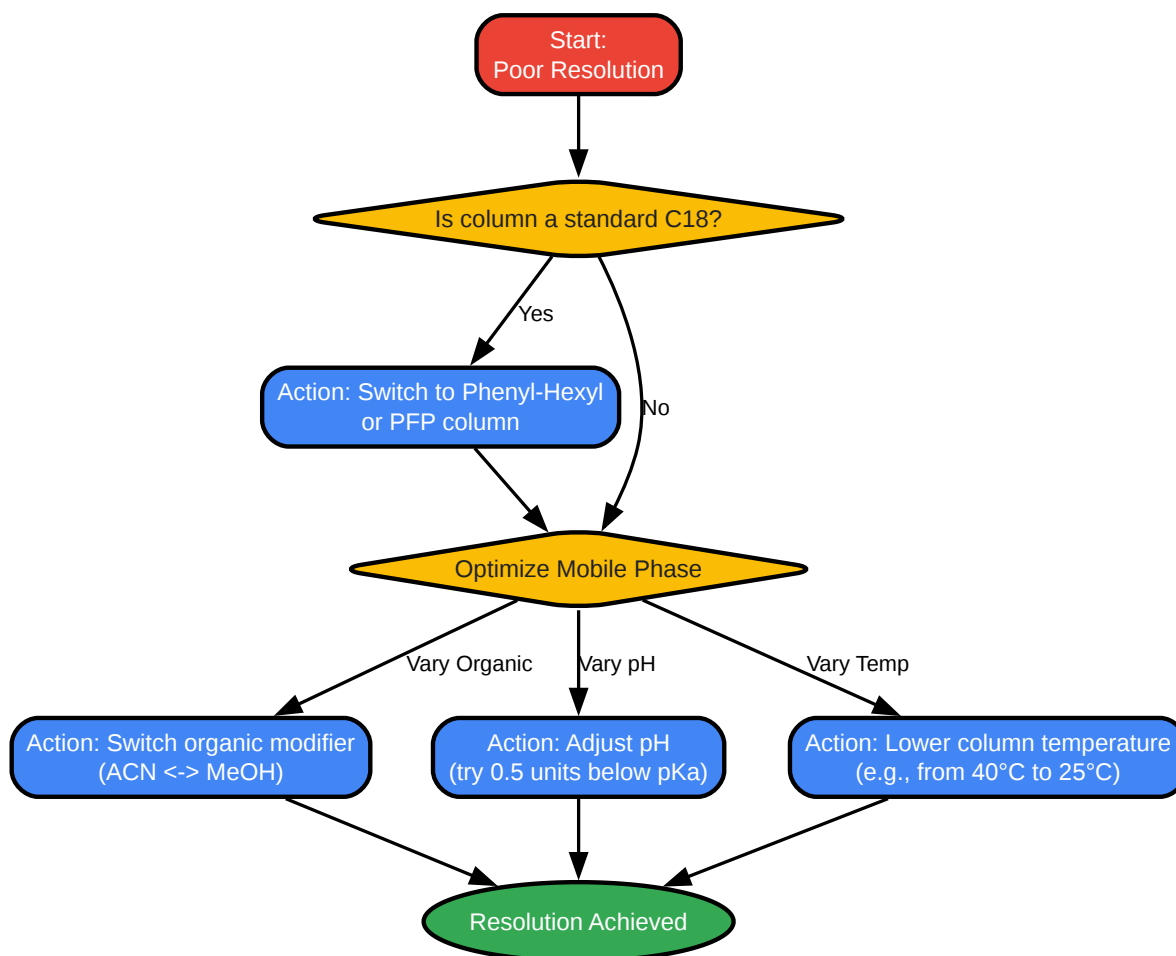 Start:
Poor Resolution
Is column a standard C18?
Yes
Action: Switch to Phenyl-Hexyl
or PFP column
No
Optimize Mobile Phase
Vary Organic
Vary pH
Vary Temp
Action: Switch organic modifier
(ACN <-> MeOH)
Action: Adjust pH
(try 0.5 units below pKa)
Action: Lower column temperature
(e.g., from 40°C to 25°C)
Resolution Achieved